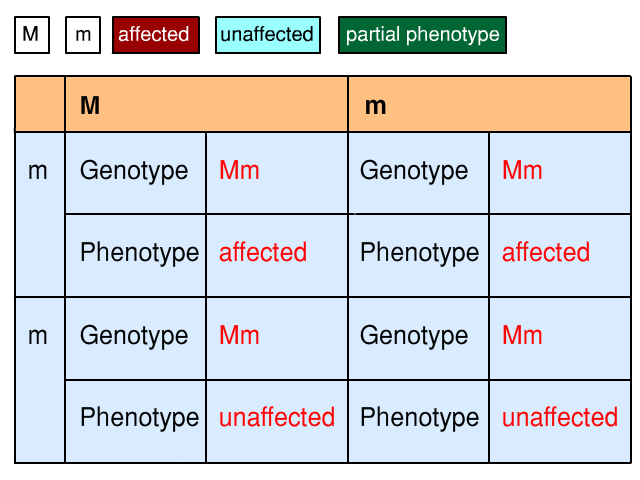 M m affected unaffected partial phenotype
M m
m Genotype Mm Genotype Mm
Phenotype affected Phenotype affected
m Genotype Mm Genotype Mm
Phenotype unaffected Phenotype unaffected